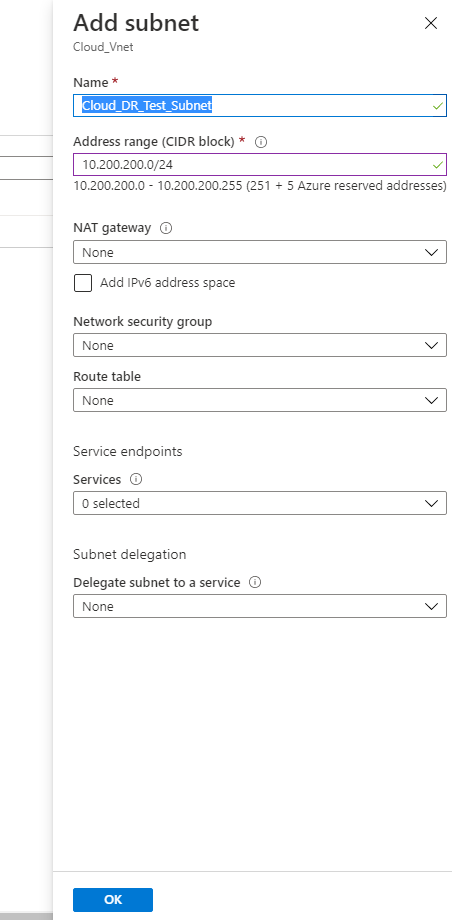 Add subnet
Cloud_Vnet
Name *
Cloud_DR_Test_Subnet
Address range (CIDR block) *
10.200.200.0/24
10.200.200.0 - 10.200.200.255 (251 + 5 Azure reserved addresses)
NAT gateway
None
Add IPv6 address space
Network security group
None
Route table
None
Service endpoints
Services
0 selected
Subnet delegation
Delegate subnet to a service
None
OK